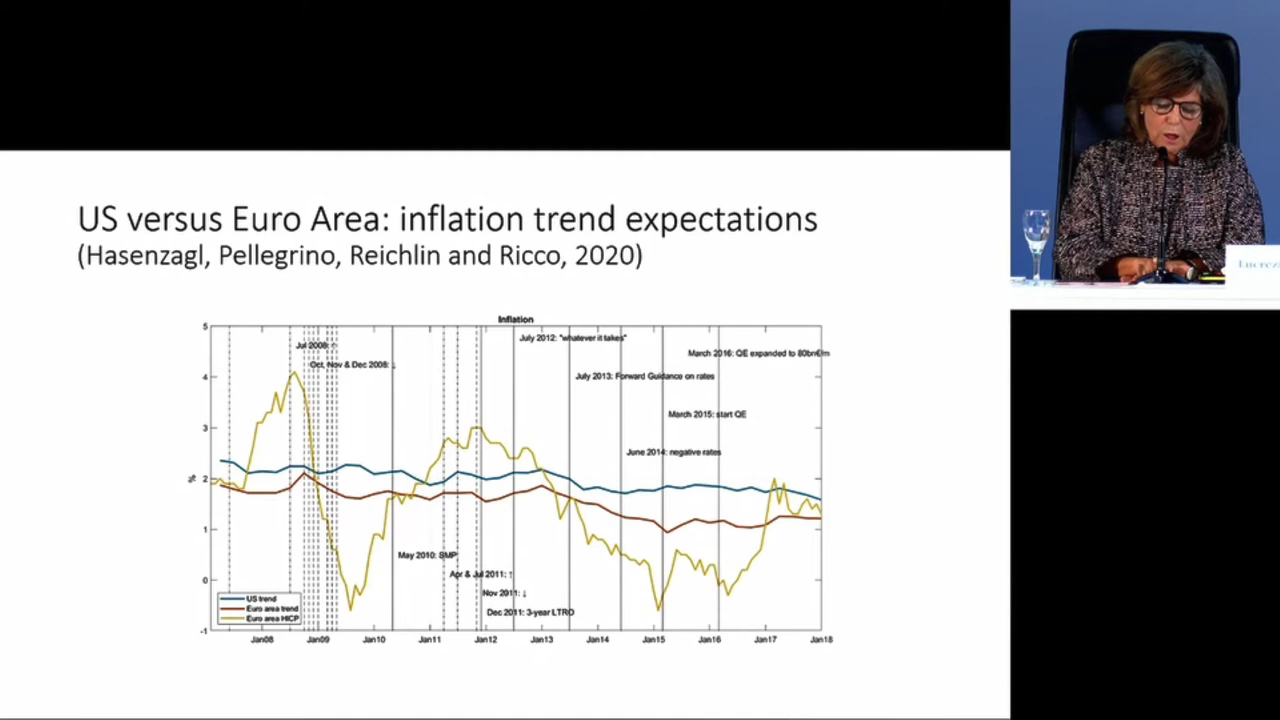 US versus Euro Area: inflation trend expectations
(Hasenzagl, Pellegrino, Reichlin and Ricco, 2020)
Inflation
5
4
3
2
1
0
-1
%
Jul 2008: ↑
Oct, Nov & Dec 2008: ↓
July 2012: "whatever it takes"
March 2016: QE expanded to 80bn€/m
July 2013: Forward Guidance on rates
March 2015: start QE
June 2014: negative rates
May 2010: SMP
Apr & Jul 2011: ↑
Nov 2011: ↓
Dec 2011: 3-year LTRO
US trend
Euro area trend
Euro area HICP
Jan08 Jan09 Jan10 Jan11 Jan12 Jan13 Jan14 Jan15 Jan16 Jan17 Jan18